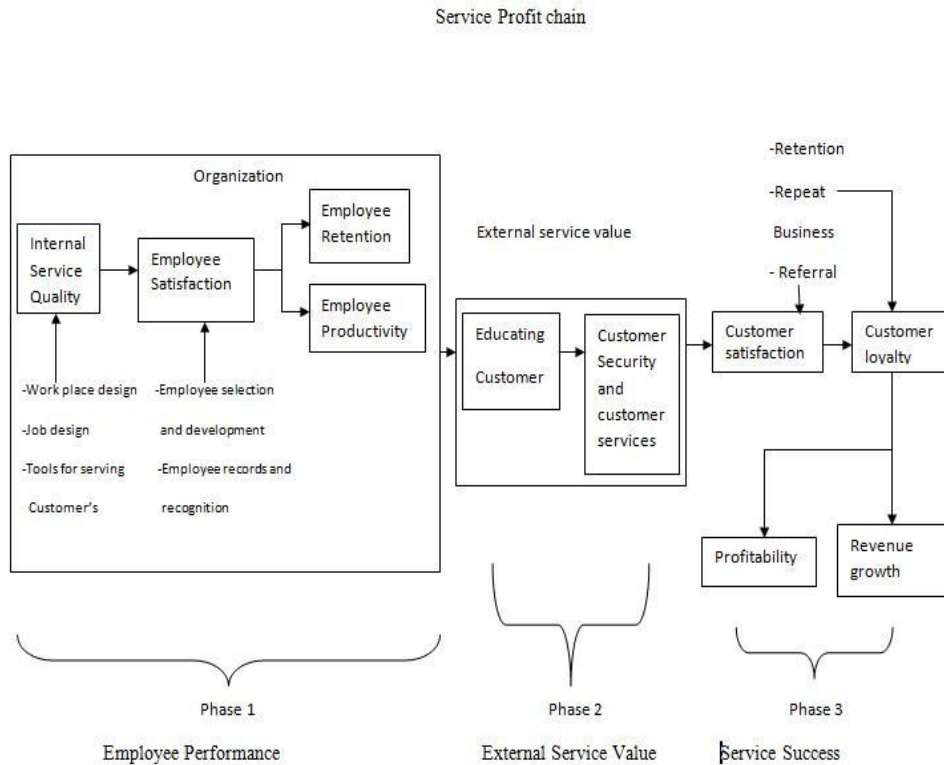 Service Profit chain
Organization
Internal
Service
Quality
Employee
Satisfaction
Employee
Retention
Employee
Productivity
-Work place design
-Job design
-Tools for serving
Customer's
-Employee selection
and development
-Employee records and
recognition
External service value
Educating
Customer
Customer
Security
and
customer
services
-Retention
-Repeat
Business
- Referral
Customer
satisfaction
Customer
loyalty
Profitability
Revenue
growth
Phase 1
Employee Performance
Phase 2
External Service Value
Phase 3
Service Success